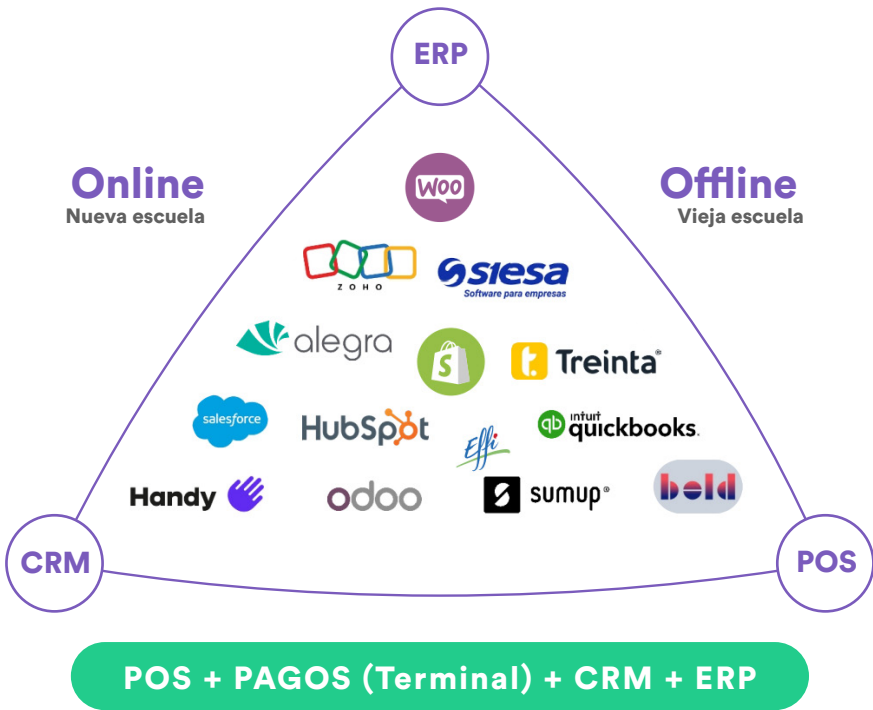 ERP
Online
Nueva escuela
Offline
Vieja escuela
Woo
ZOHO
siesa
Software para empresas
alegra
S
t.
Treinta®
salesforce
HubSpot
Effi
qb
intuit
quickbooks.
Handy
odoo
sumup®
bold
CRM
POS
POS + PAGOS (Terminal) + CRM + ERP